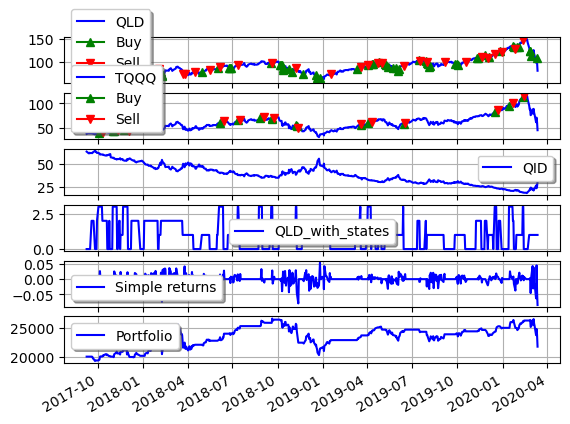 QLD
Buy
Sell
150
100
TQQQ
Buy
Sell
100
50
QID
50
25
QLD_with_states
2.5
0.0
Simple returns
0.05
0.00
−0.05
Portfolio
25000
20000
2017-10 2018-01 2018-04 2018-07 2018-10 2019-01 2019-04 2019-07 2019-10 2020-01 2020-04